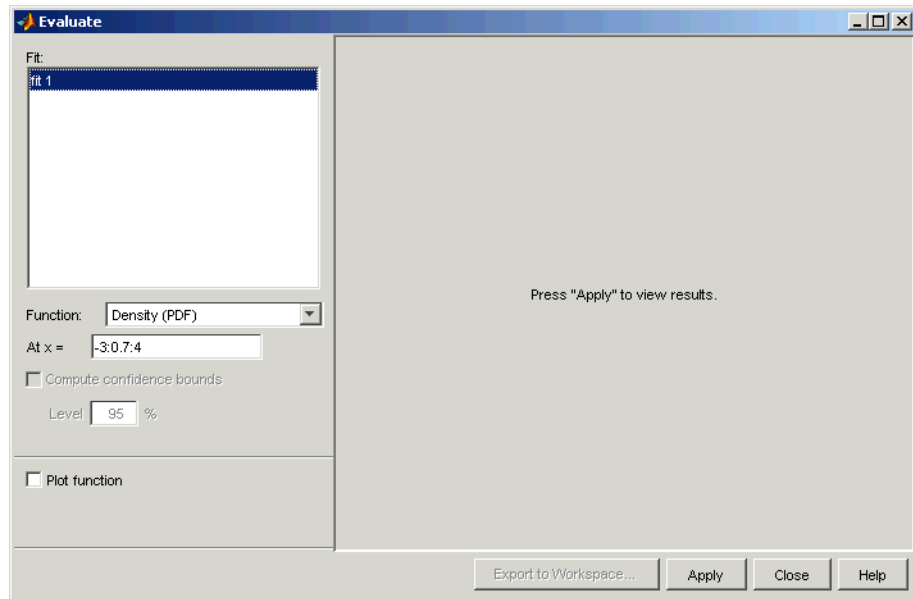 Evaluate
Fit:
fit 1
Press "Apply" to view results.
Function: Density (PDF)
At x = -3:0.7:4
Compute confidence bounds
Level 95 %
Plot function
Export to Workspace... Apply Close Help